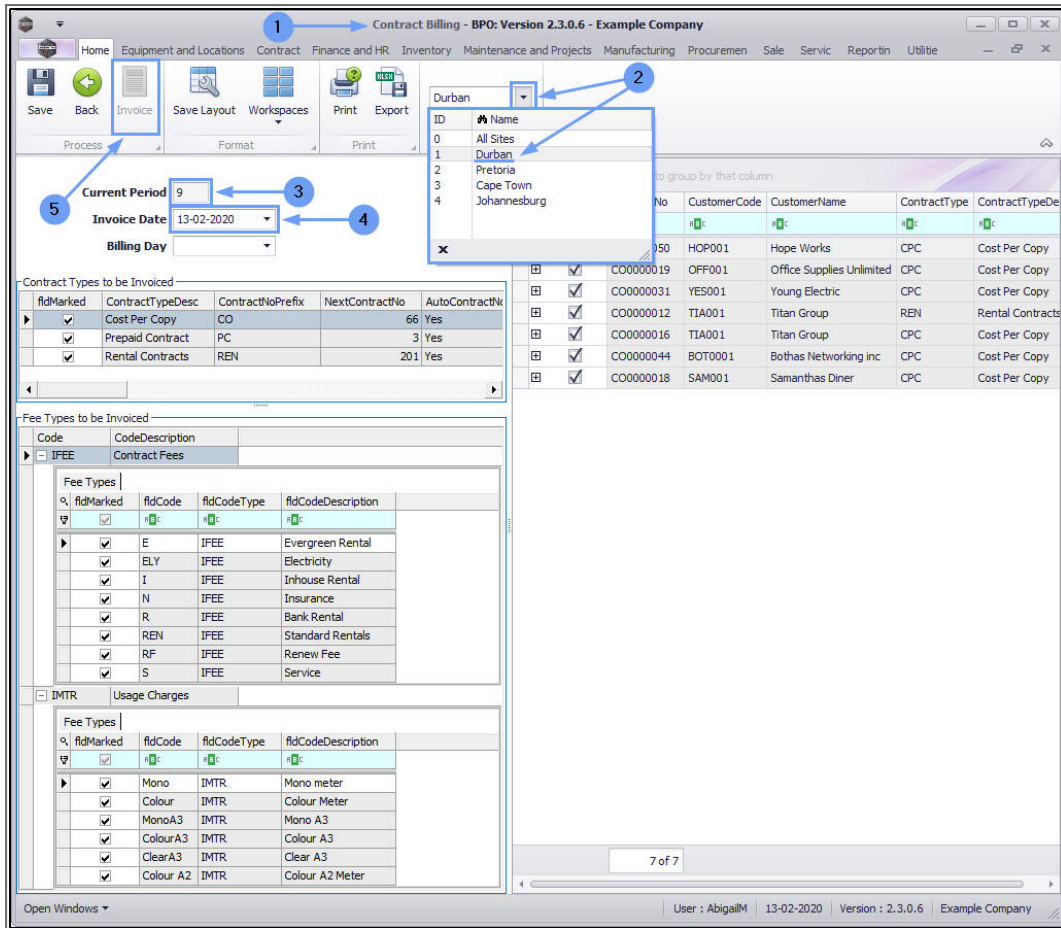 Contract Billing - BPO: Version 2.3.0.6 - Example Company
1
Home Equipment and Locations Contract Finance and HR Inventory Maintenance and Projects Manufacturing Procuremen Sale Servic Reportin Utilitie
Save Back Invoice Save Layout Workspaces Print Export
Durban
2
Process Format Print
ID Name
0 All Sites
1 Durban
2 Pretoria
3 Cape Town
4 Johannesburg
to group by that column
5
Current Period 9
3
Invoice Date 13-02-2020
4
Billing Day
No CustomerCode CustomerName ContractType ContractTypeDe
050 HOP001 Hope Works CPC Cost Per Copy
CO0000019 OFF001 Office Supplies Unlimited CPC Cost Per Copy
CO0000031 YES001 Young Electric CPC Cost Per Copy
CO0000012 TIA001 Titan Group REN Rental Contracts
CO0000016 TIA001 Titan Group CPC Cost Per Copy
CO0000044 BOT0001 Bothas Networking inc CPC Cost Per Copy
CO0000018 SAM001 Samanthas Diner CPC Cost Per Copy
7 of 7
Contract Types to be Invoiced
fldMarked ContractTypeDesc ContractNoPrefix NextContractNo AutoContractNo
Cost Per Copy CO 66 Yes
Prepaid Contract PC 3 Yes
Rental Contracts REN 201 Yes
Fee Types to be Invoiced
Code CodeDescription
IFEE Contract Fees
Fee Types
fldMarked fldCode fldCodeType fldCodeDescription
E IFEE Evergreen Rental
ELY IFEE Electricity
I IFEE Inhouse Rental
N IFEE Insurance
R IFEE Bank Rental
REN IFEE Standard Rentals
RF IFEE Renew Fee
S IFEE Service
IMTR Usage Charges
Fee Types
fldMarked fldCode fldCodeType fldCodeDescription
Mono IMTR Mono meter
Colour IMTR Colour Meter
MonoA3 IMTR Mono A3
ColourA3 IMTR Colour A3
ClearA3 IMTR Clear A3
Colour A2 IMTR Colour A2 Meter
Open Windows User : AbigailM 13-02-2020 Version : 2.3.0.6 Example Company